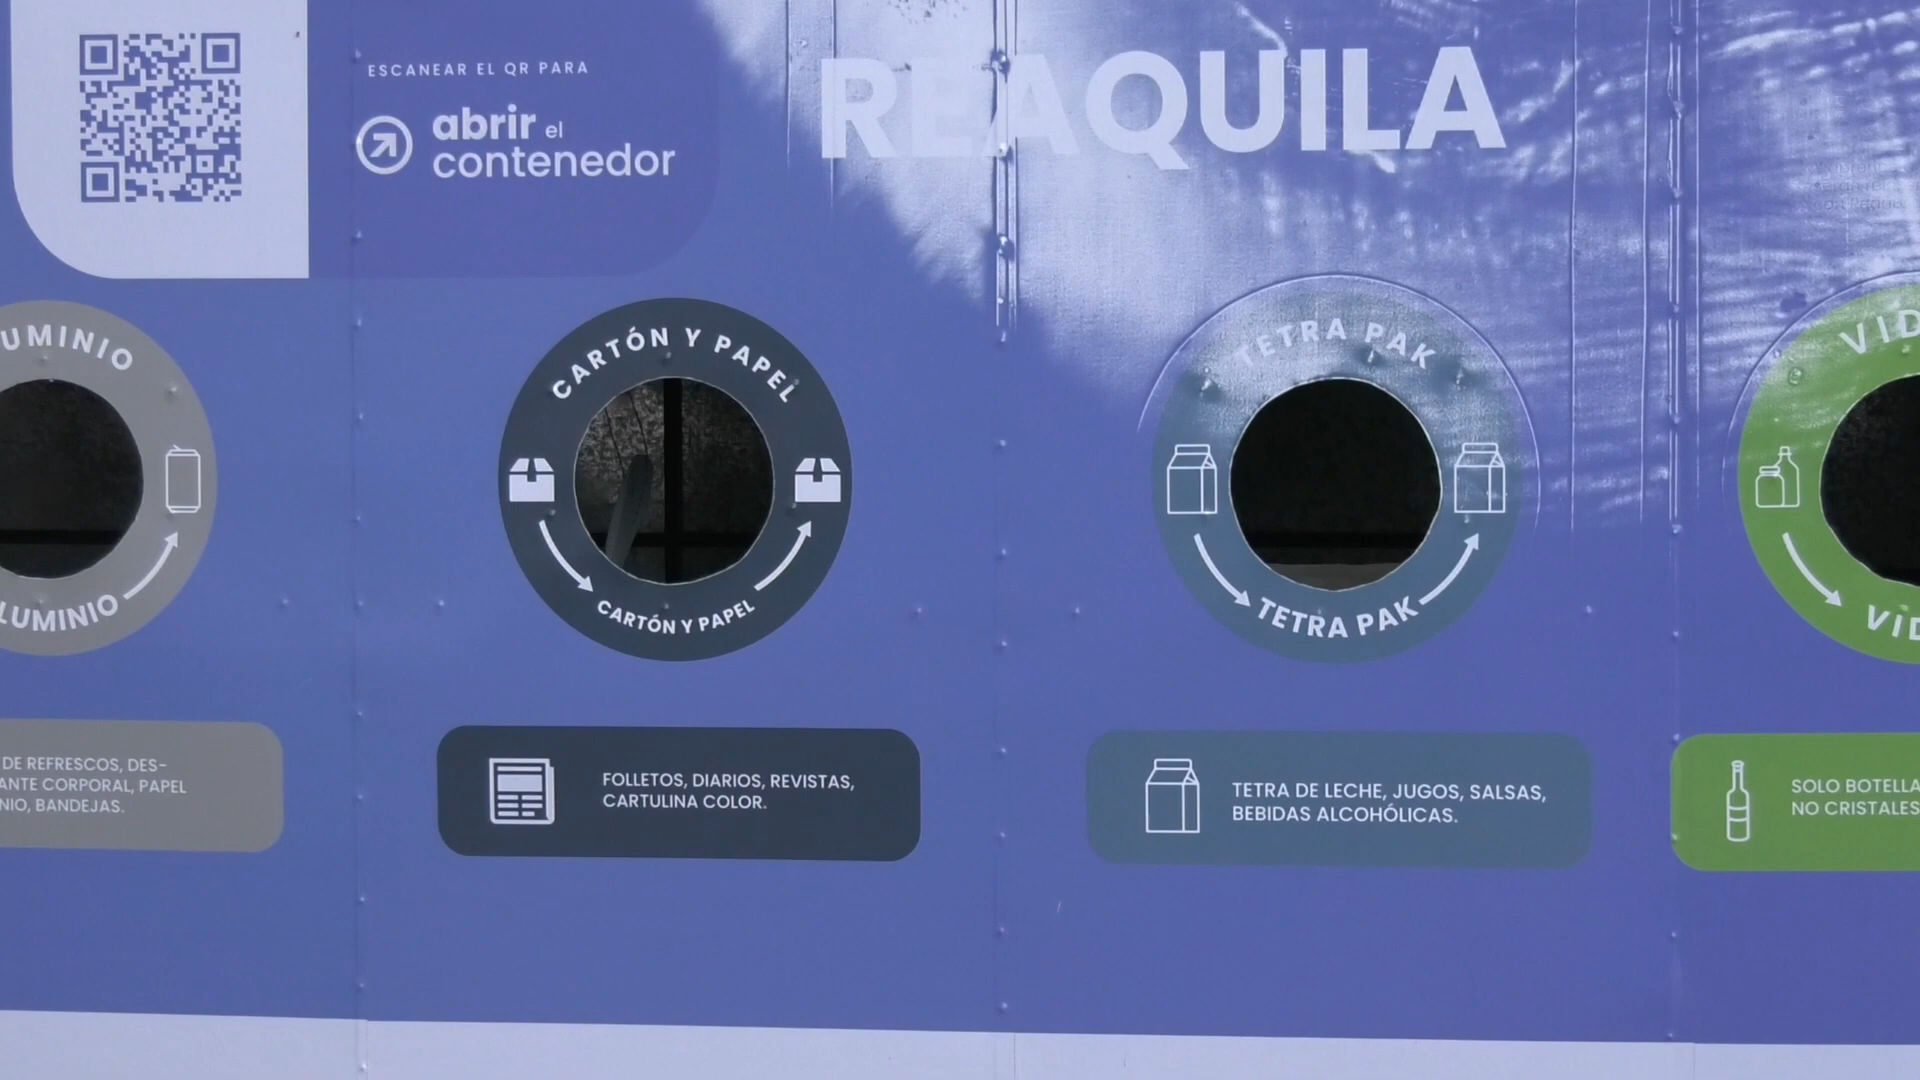 ESCANEAR EL QR PARA
abrir el
contenedor
REAQUILA
UMINIO
LUMINIO
CARTÓN Y PAPEL
CARTÓN Y PAPEL
TETRA PAK
TETRA PAK
VID
VID
DE REFRESCOS, DES-
ANTE CORPORAL, PAPEL
NIO, BANDEJAS.
FOLLETOS, DIARIOS, REVISTAS,
CARTULINA COLOR.
TETRA DE LECHE, JUGOS, SALSAS,
BEBIDAS ALCOHÓLICAS.
SOLO BOTELLA
NO CRISTALES